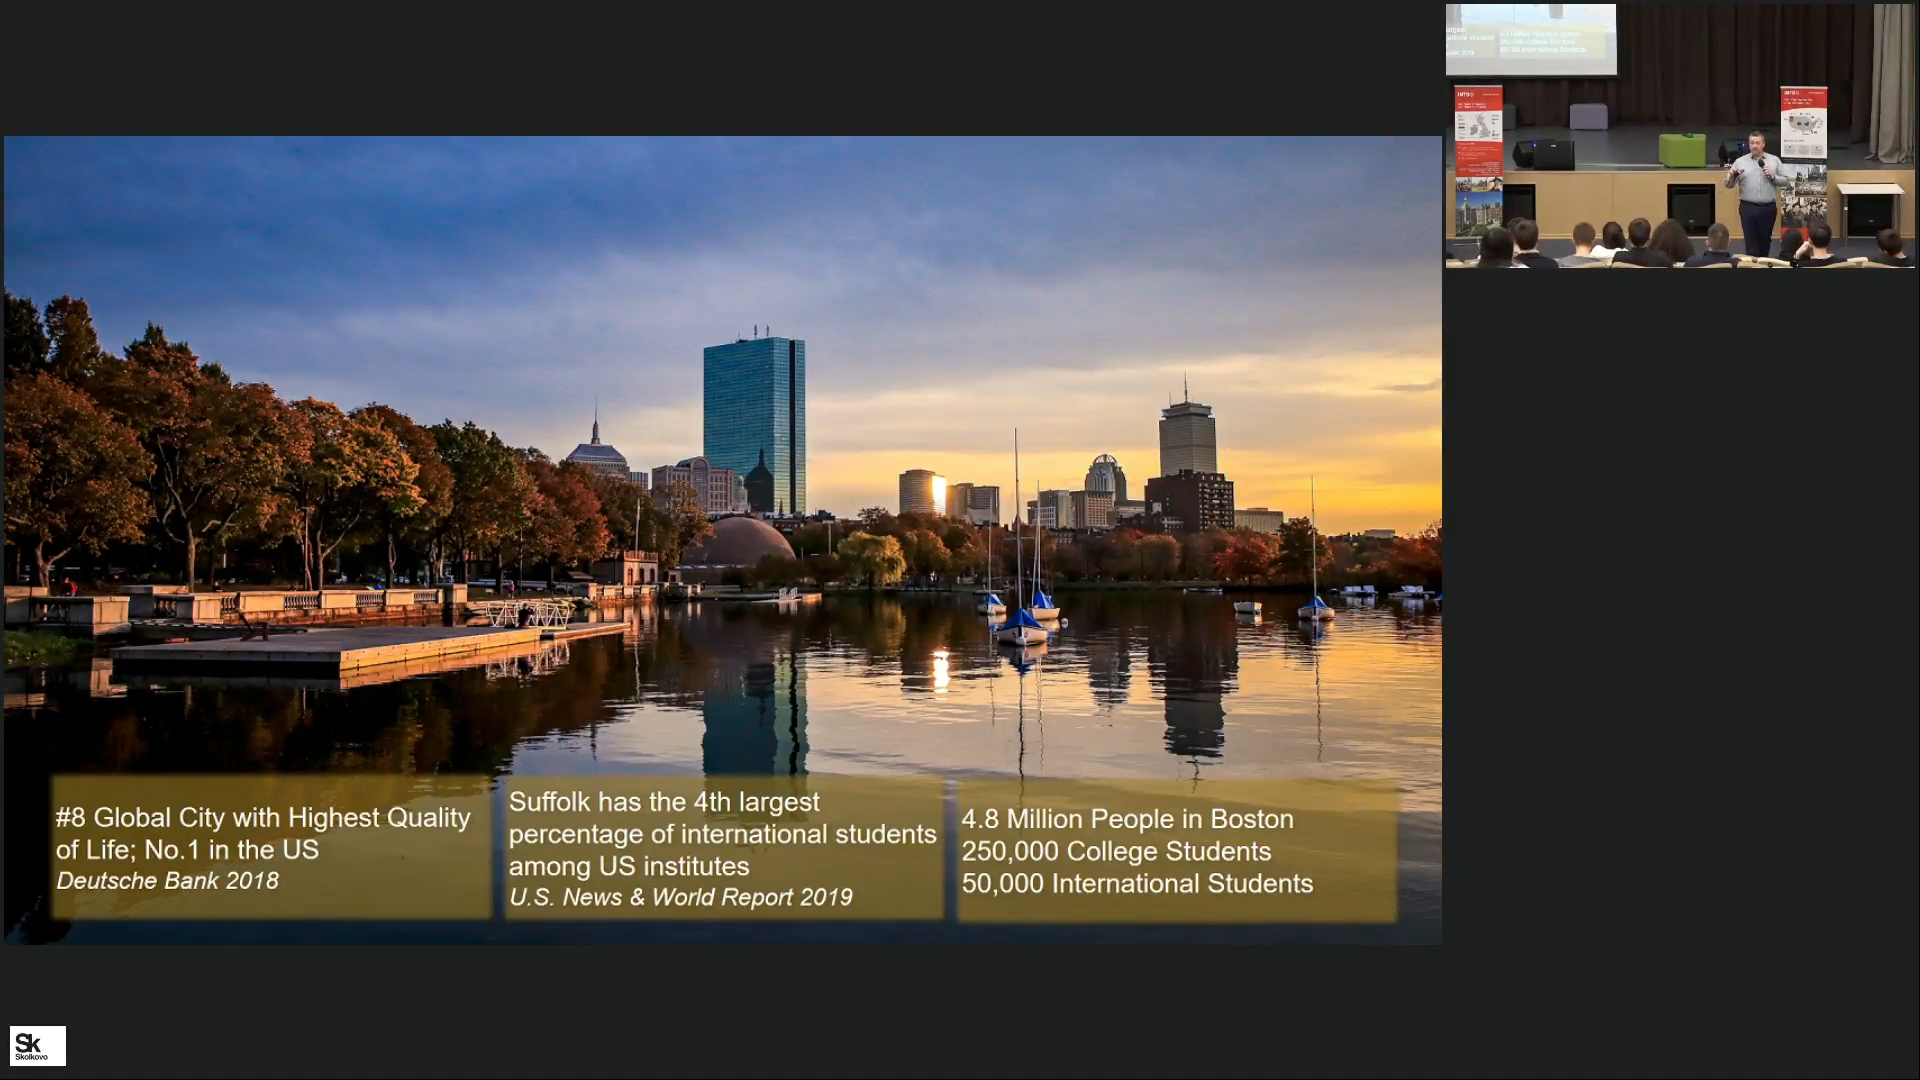 #8 Global City with Highest Quality
of Life; No.1 in the US
Deutsche Bank 2018
Suffolk has the 4th largest
percentage of international students
among US institutes
U.S. News & World Report 2019
4.8 Million People in Boston
250,000 College Students
50,000 International Students
INTO
INTO
Sk
Skolkovo